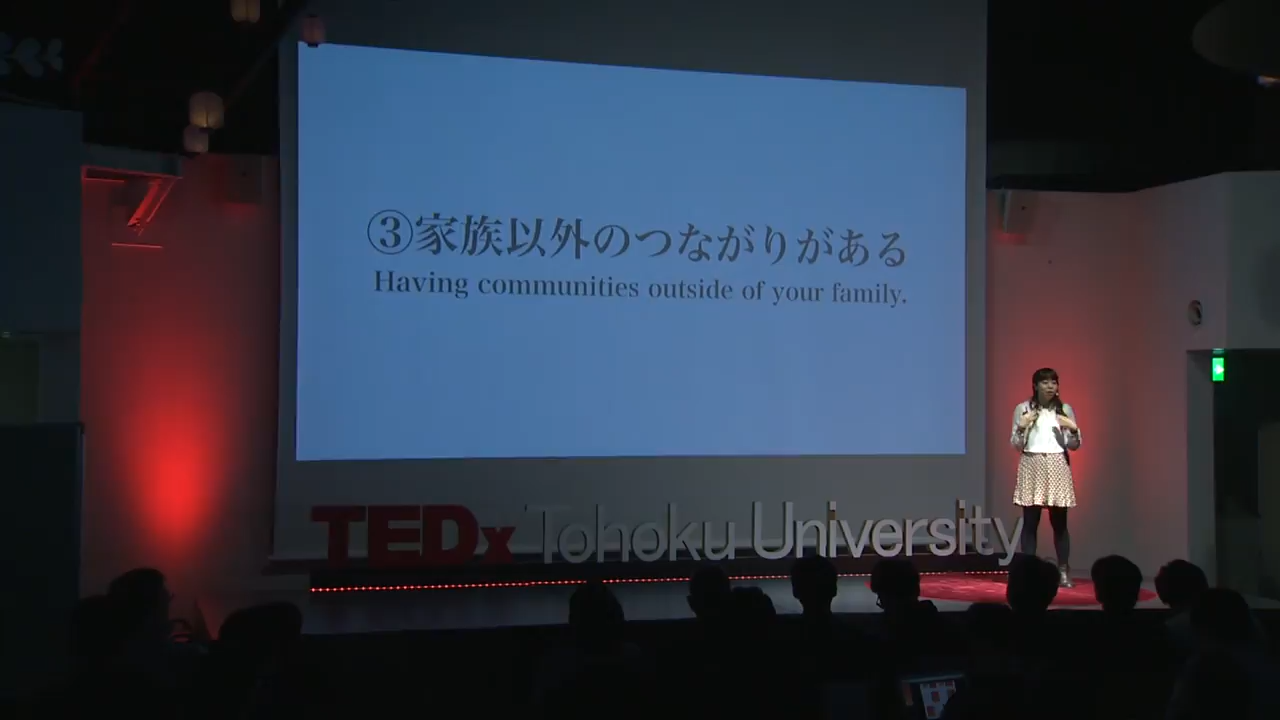 ③家族以外のつながりがある
Having communities outside of your family.
TEDx Tohoku University